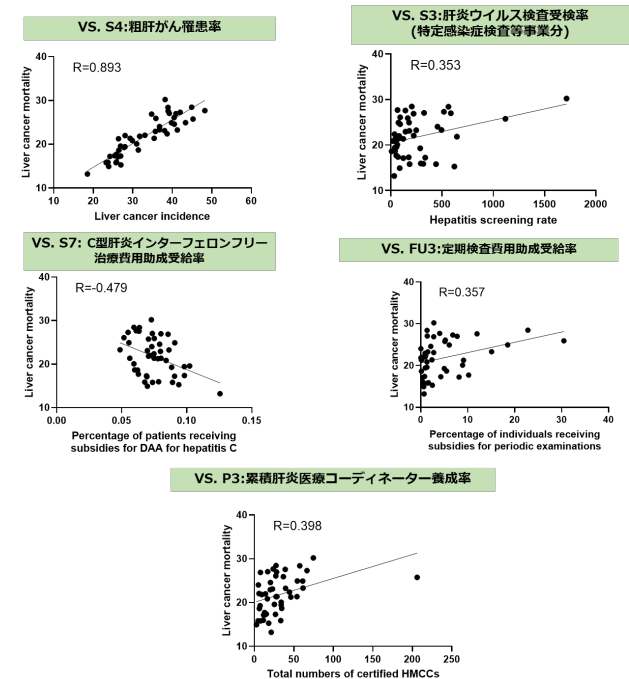 VS. S4:粗肝がん罹患率
R=0.893
Liver cancer mortality
40
30
20
10
10 20 30 40 50 60
Liver cancer incidence
VS. S3:肝炎ウイルス検査受検率
(特定感染症検査等事業分)
R=0.353
Liver cancer mortality
40
30
20
10
0 500 1000 1500 2000
Hepatitis screening rate
VS. S7: C型肝炎インターフェロンフリー
治療費用助成受給率
R=-0.479
Liver cancer mortality
40
30
20
10
0.00 0.05 0.10 0.15
Percentage of patients receiving
subsidies for DAA for hepatitis C
VS. FU3:定期検査費用助成受給率
R=0.357
Liver cancer mortality
40
30
20
10
0 10 20 30 40
Percentage of individuals receiving
subsidies for periodic examinations
VS. P3:累積肝炎医療コーディネーター養成率
R=0.398
Liver cancer mortality
40
30
20
10
0 50 100 150 200 250
Total numbers of certified HMCCs